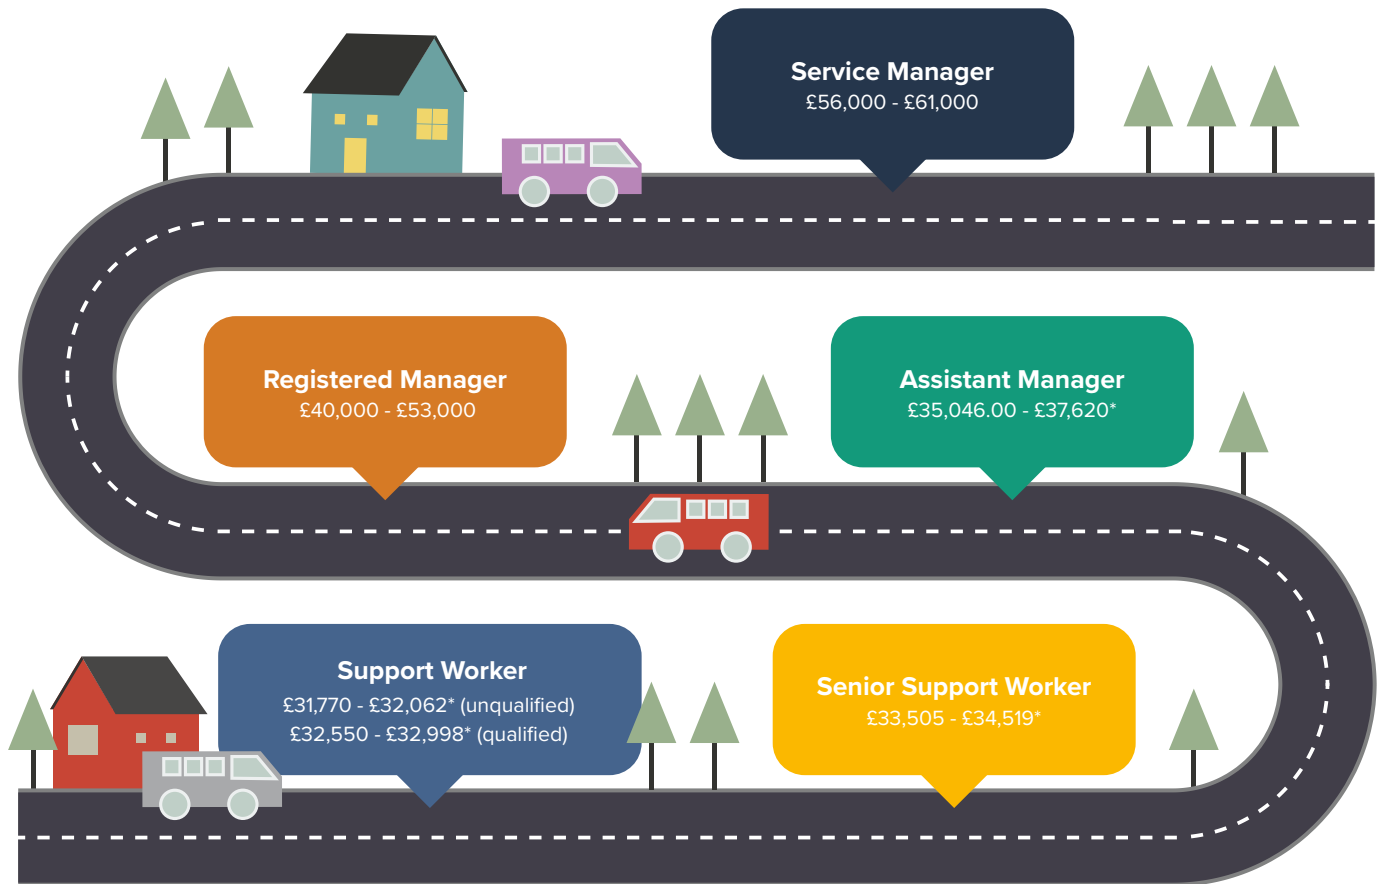 Service Manager
£56,000 - £61,000
Registered Manager
£40,000 - £53,000
Assistant Manager
£35,046.00 - £37,620*
Support Worker
£31,770 - £32,062* (unqualified)
£32,550 - £32,998* (qualified)
Senior Support Worker
£33,505 - £34,519*